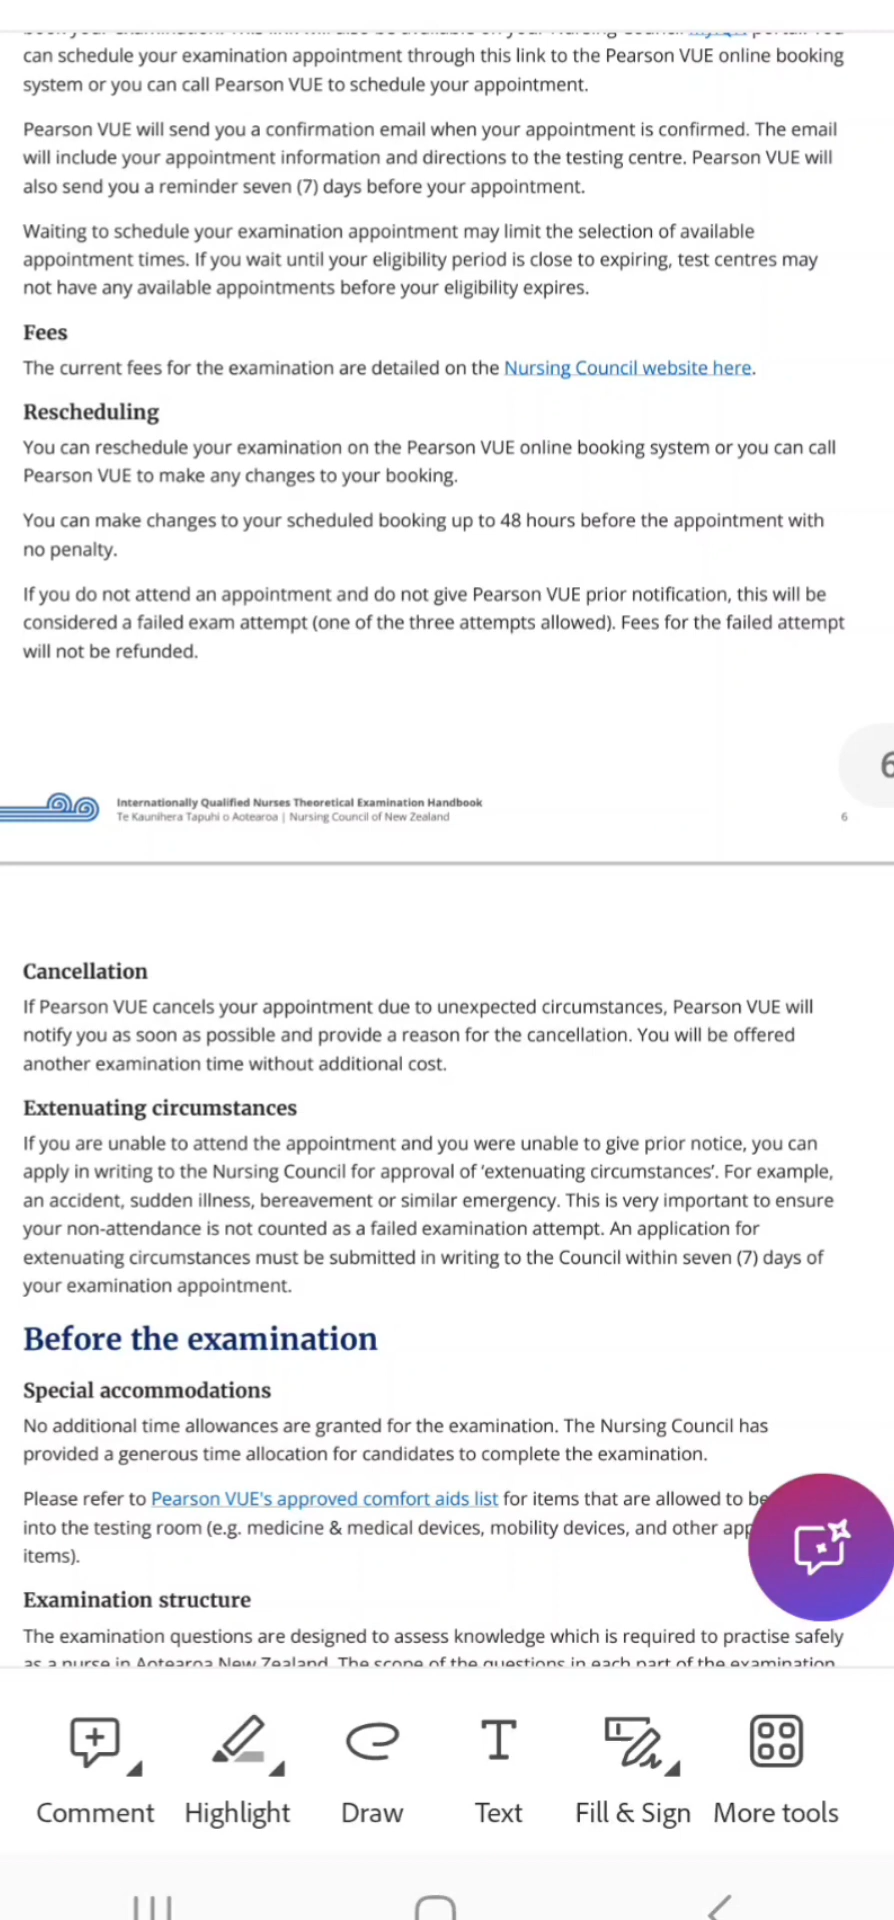 can schedule your examination appointment through this link to the Pearson VUE online booking
system or you can call Pearson VUE to schedule your appointment.
Pearson VUE will send you a confirmation email when your appointment is confirmed. The email
will include your appointment information and directions to the testing centre. Pearson VUE will
also send you a reminder seven (7) days before your appointment.
Waiting to schedule your examination appointment may limit the selection of available
appointment times. If you wait until your eligibility period is close to expiring, test centres may
not have any available appointments before your eligibility expires.
Fees
The current fees for the examination are detailed on the Nursing Council website here.
Rescheduling
You can reschedule your examination on the Pearson VUE online booking system or you can call
Pearson VUE to make any changes to your booking.
You can make changes to your scheduled booking up to 48 hours before the appointment with
no penalty.
If you do not attend an appointment and do not give Pearson VUE prior notification, this will be
considered a failed exam attempt (one of the three attempts allowed). Fees for the failed attempt
will not be refunded.
6
Internationally Qualified Nurses Theoretical Examination Handbook
Te Kaunihera Tapuhi o Aotearoa | Nursing Council of New Zealand
6
Cancellation
If Pearson VUE cancels your appointment due to unexpected circumstances, Pearson VUE will
notify you as soon as possible and provide a reason for the cancellation. You will be offered
another examination time without additional cost.
Extenuating circumstances
If you are unable to attend the appointment and you were unable to give prior notice, you can
apply in writing to the Nursing Council for approval of ‘extenuating circumstances’. For example,
an accident, sudden illness, bereavement or similar emergency. This is very important to ensure
your non-attendance is not counted as a failed examination attempt. An application for
extenuating circumstances must be submitted in writing to the Council within seven (7) days of
your examination appointment.
Before the examination
Special accommodations
No additional time allowances are granted for the examination. The Nursing Council has
provided a generous time allocation for candidates to complete the examination.
Please refer to Pearson VUE's approved comfort aids list for items that are allowed to be
into the testing room (e.g. medicine & medical devices, mobility devices, and other app
items).
Examination structure
The examination questions are designed to assess knowledge which is required to practise safely
as a nurse in Aotearoa New Zealand. The scope of the questions in each part of the examination
Comment
Highlight
Draw
Text
Fill & Sign
More tools